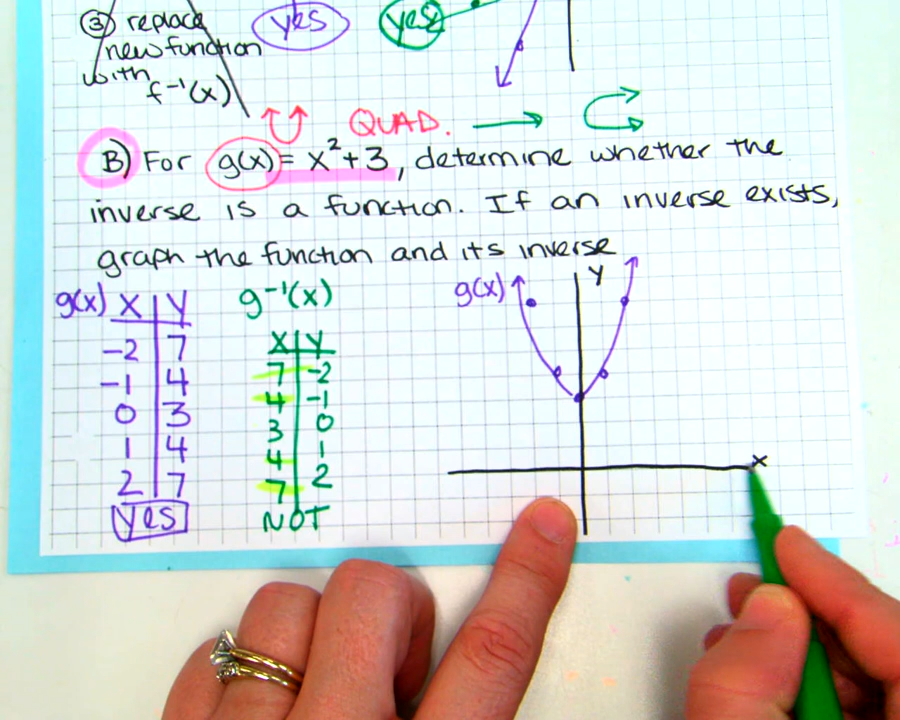 ③ replace
new function
with
f⁻¹(x)
yes
yes
QUAD.
B) For g(x) = x² + 3, determine whether the
inverse is a function. If an inverse exists,
graph the function and its inverse
g(x) X | Y
-2 | 7
-1 | 4
0 | 3
1 | 4
2 | 7
yes
g⁻¹(x)
X | Y
7 | -2
4 | -1
3 | 0
4 | 1
7 | 2
NOT
g(x)
Y
x